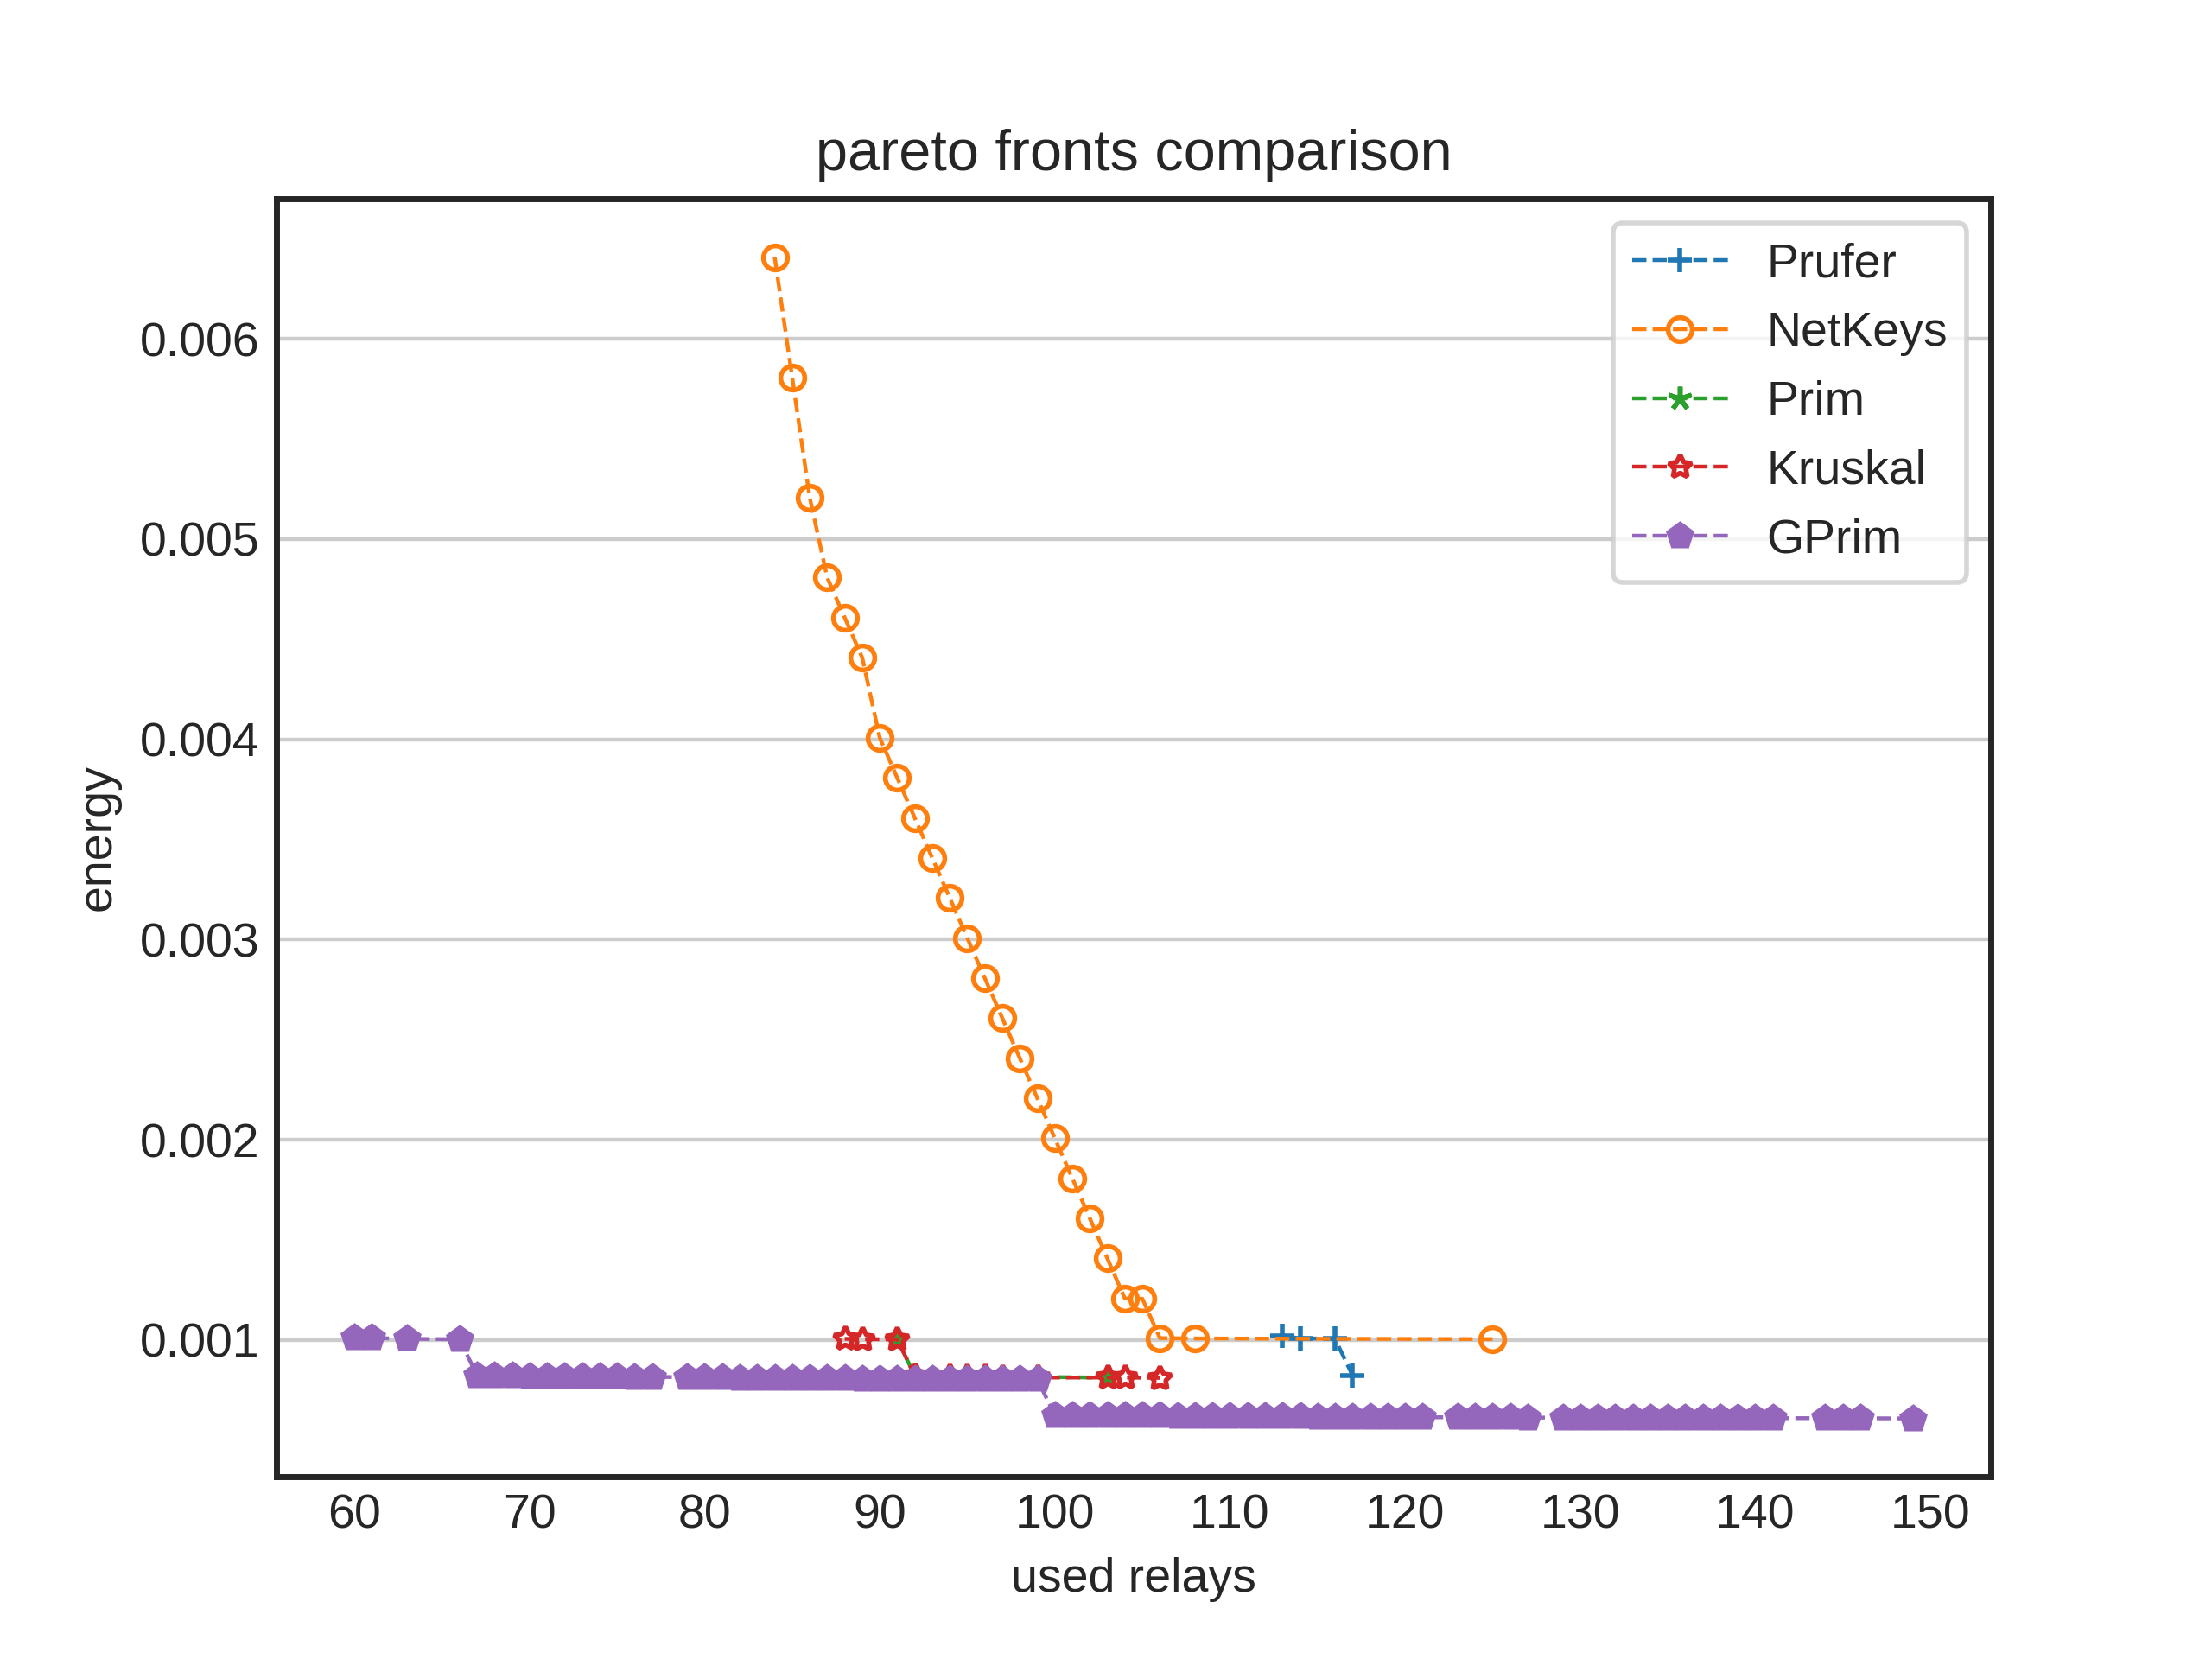 pareto fronts comparison
Prufer
NetKeys
Prim
Kruskal
GPrim
0.006
0.005
0.004
0.003
0.002
0.001
energy
60 70 80 90 100 110 120 130 140 150
used relays